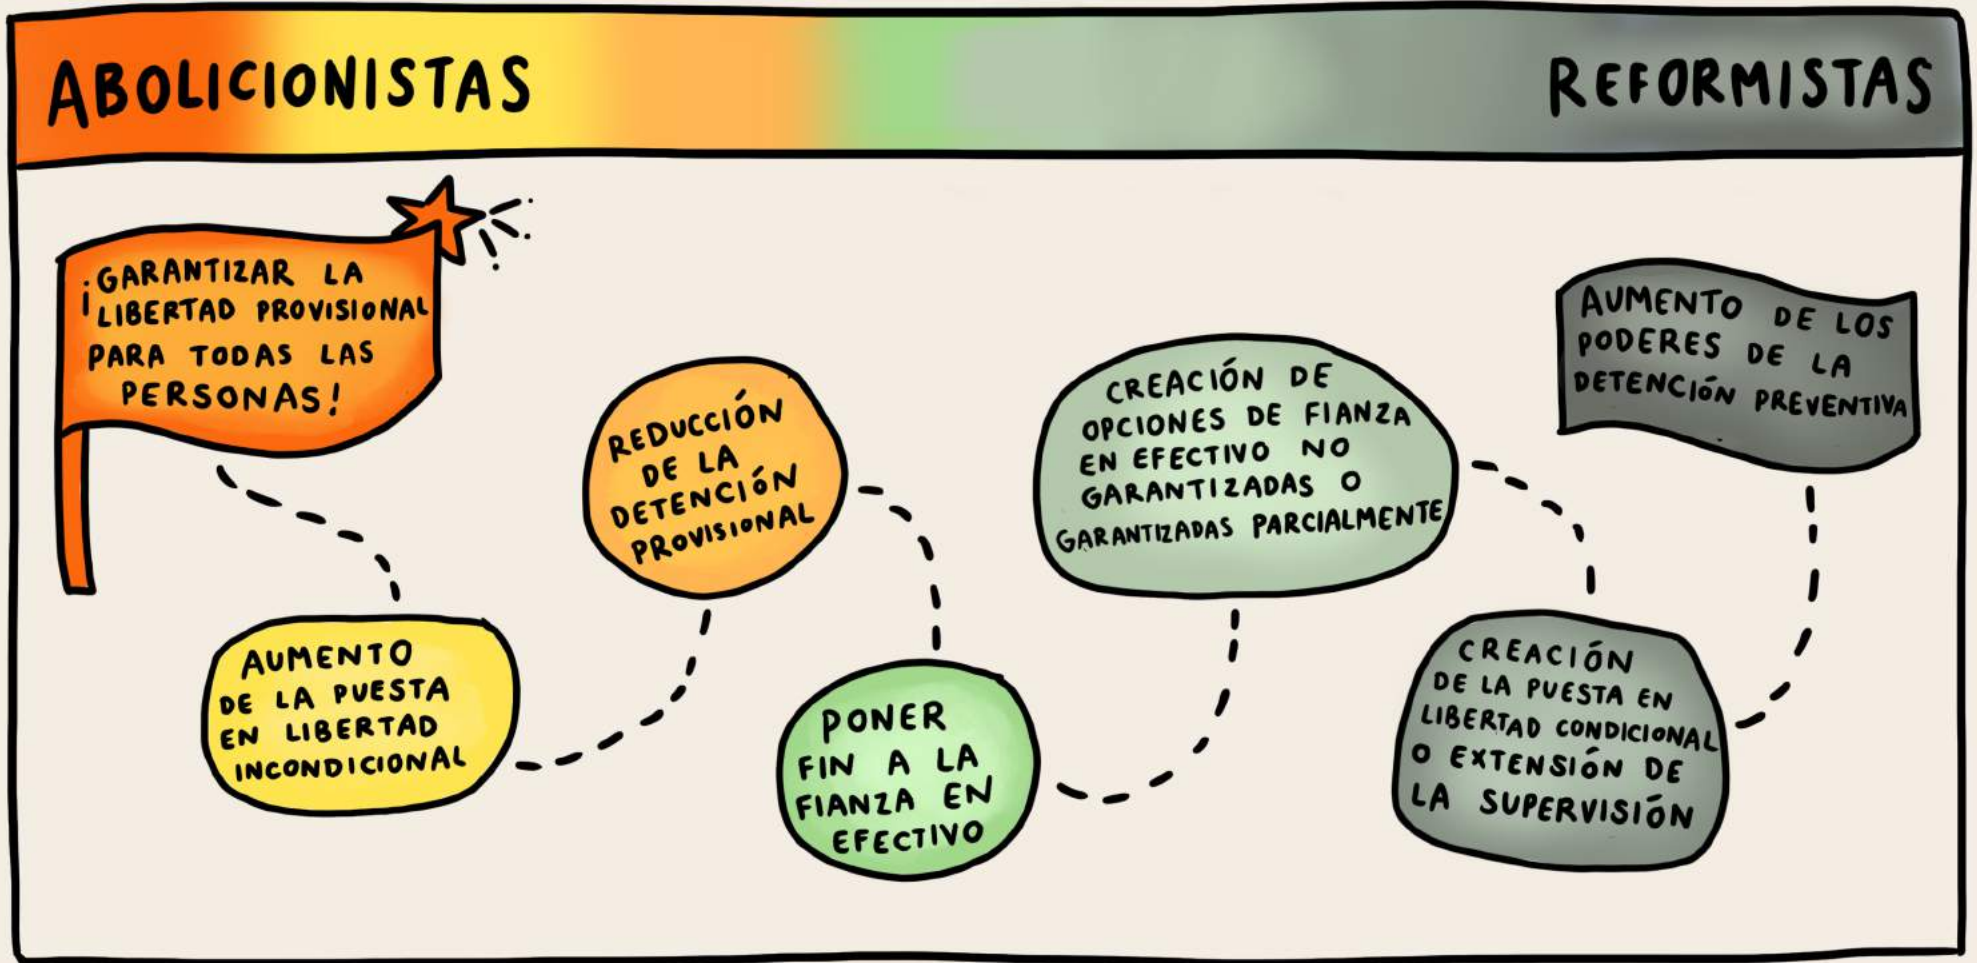 ABOLICIONISTAS
REFORMISTAS
¡GARANTIZAR LA
LIBERTAD PROVISIONAL
PARA TODAS LAS
PERSONAS!
AUMENTO
DE LA PUESTA
EN LIBERTAD
INCONDICIONAL
REDUCCIÓN
DE LA
DETENCIÓN
PROVISIONAL
PONER
FIN A LA
FIANZA EN
EFECTIVO
CREACIÓN DE
OPCIONES DE FIANZA
EN EFECTIVO NO
GARANTIZADAS O
GARANTIZADAS PARCIALMENTE
CREACIÓN
DE LA PUESTA EN
LIBERTAD CONDICIONAL
O EXTENSIÓN DE
LA SUPERVISIÓN
AUMENTO DE LOS
PODERES DE LA
DETENCIÓN PREVENTIVA